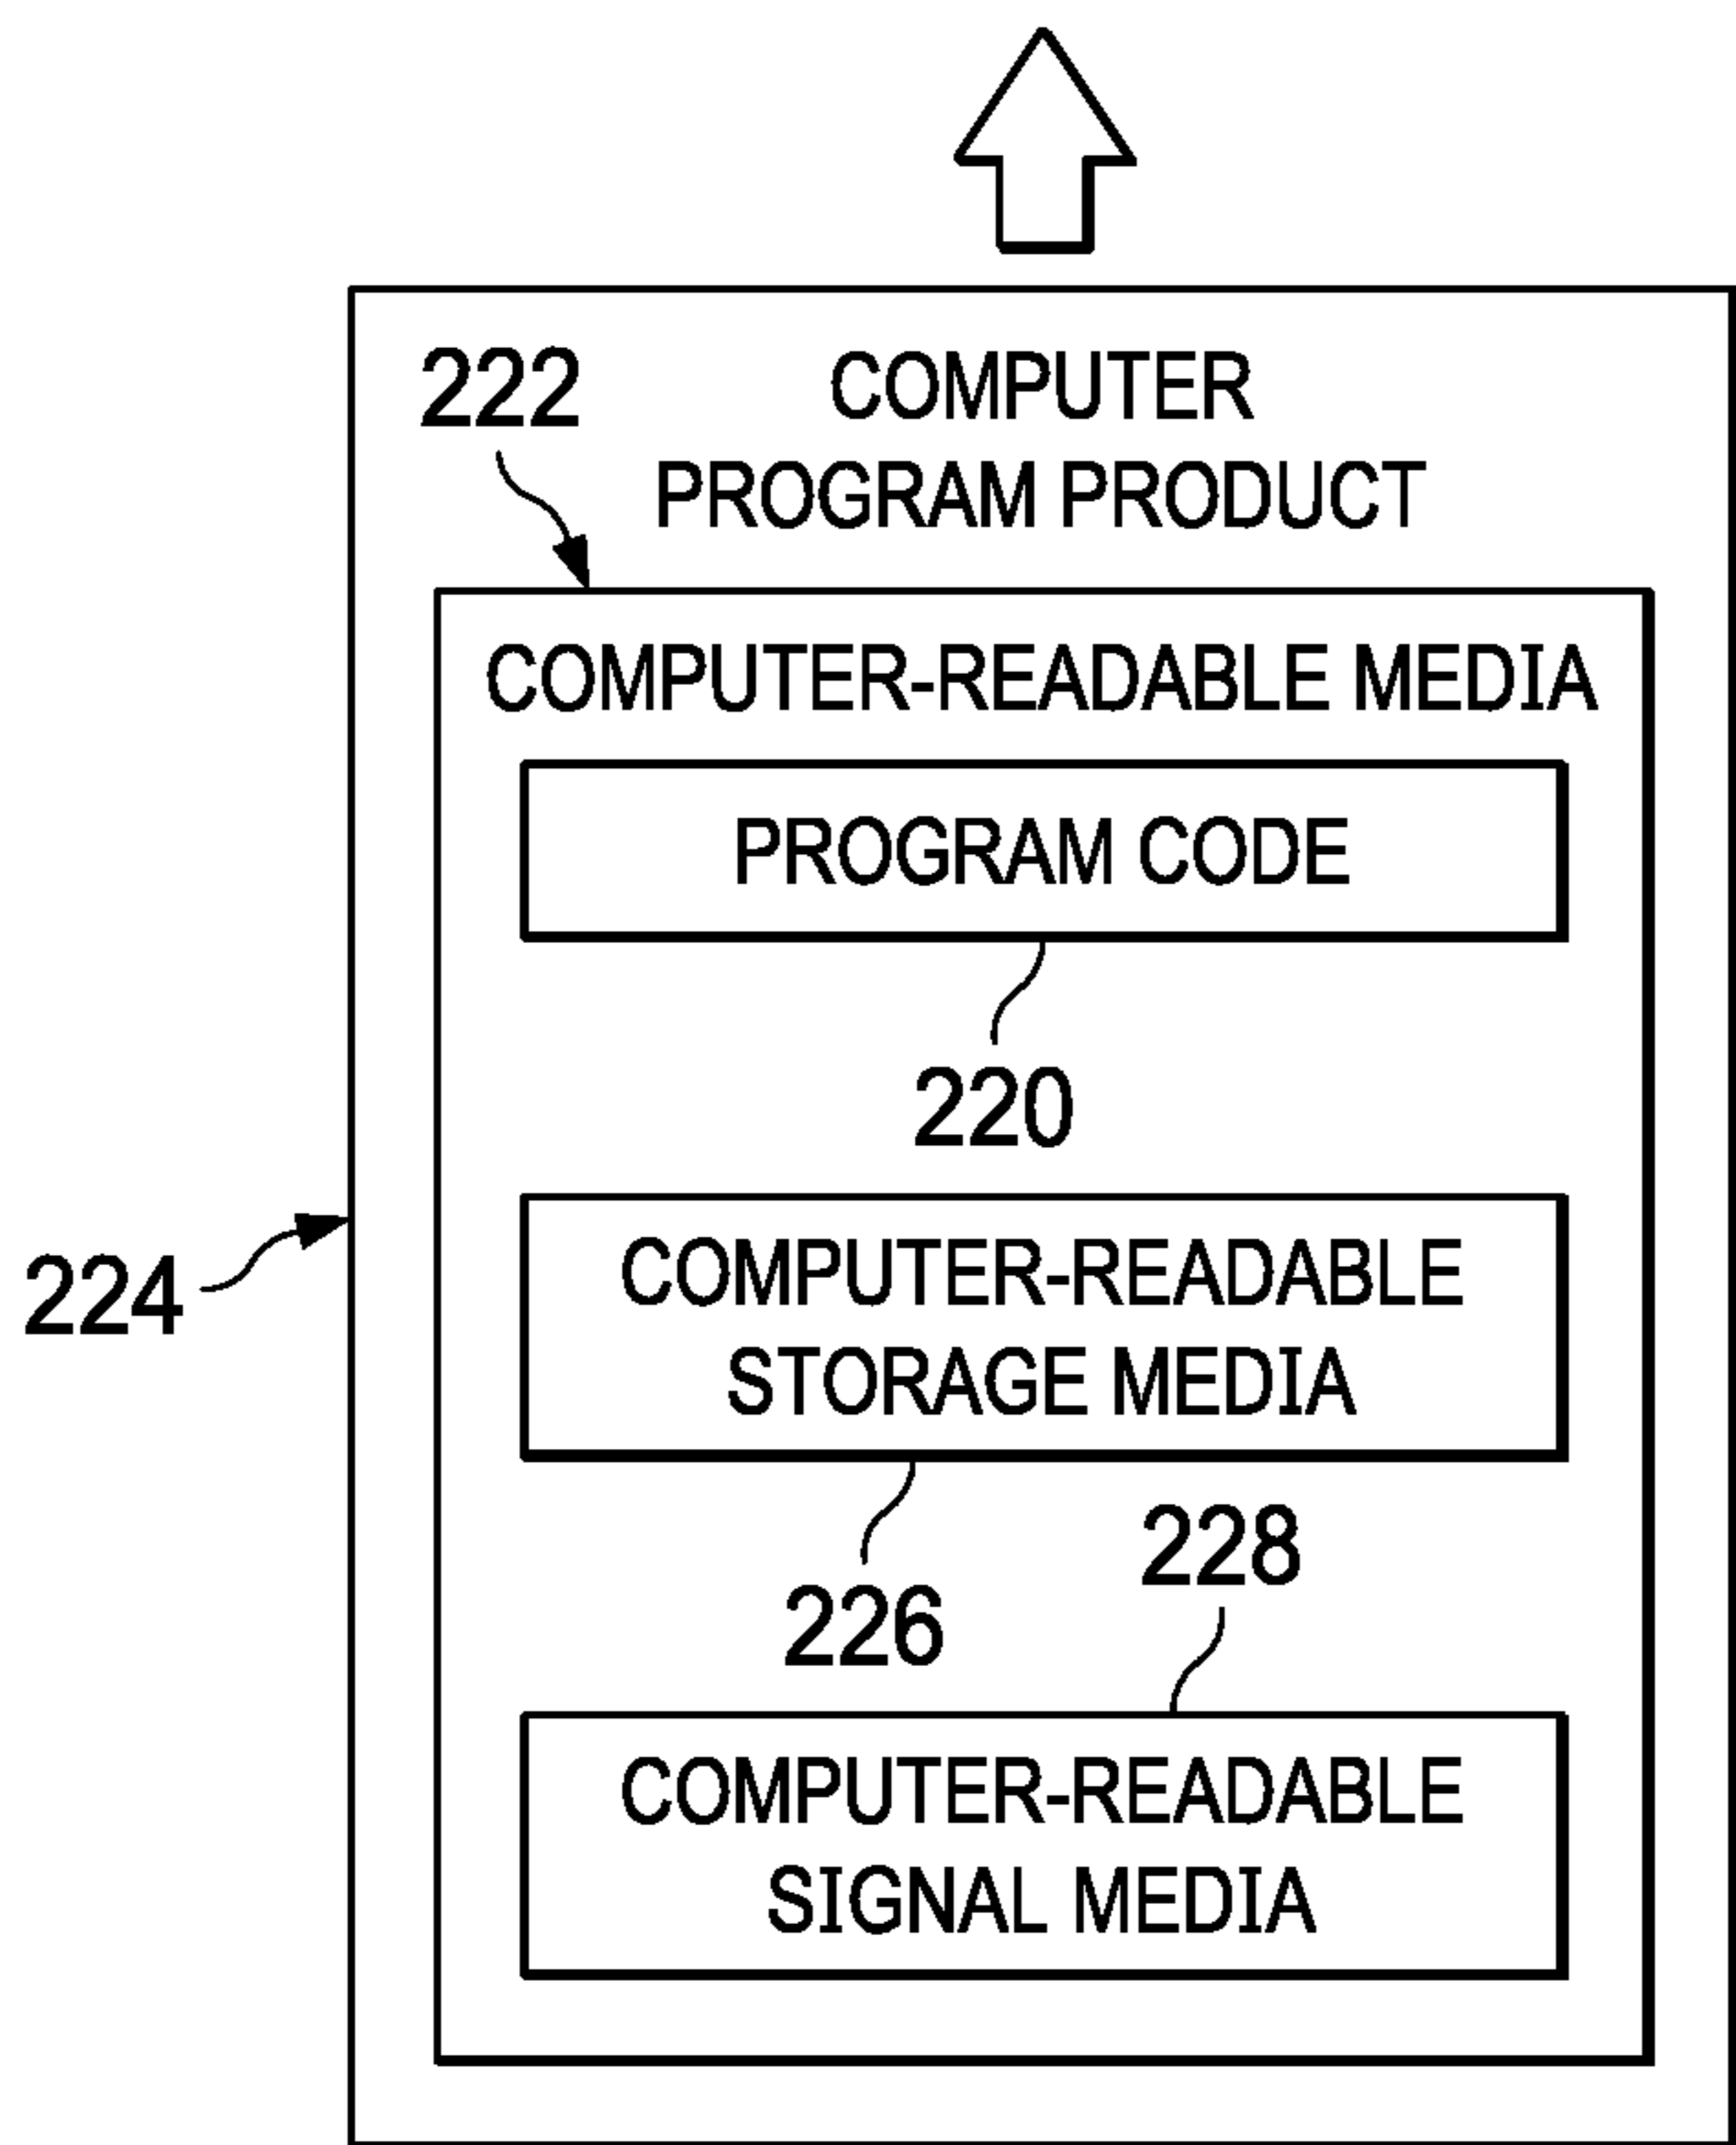 222
COMPUTER
PROGRAM PRODUCT
COMPUTER-READABLE MEDIA
PROGRAM CODE
220
224
COMPUTER-READABLE
STORAGE MEDIA
226
228
COMPUTER-READABLE
SIGNAL MEDIA